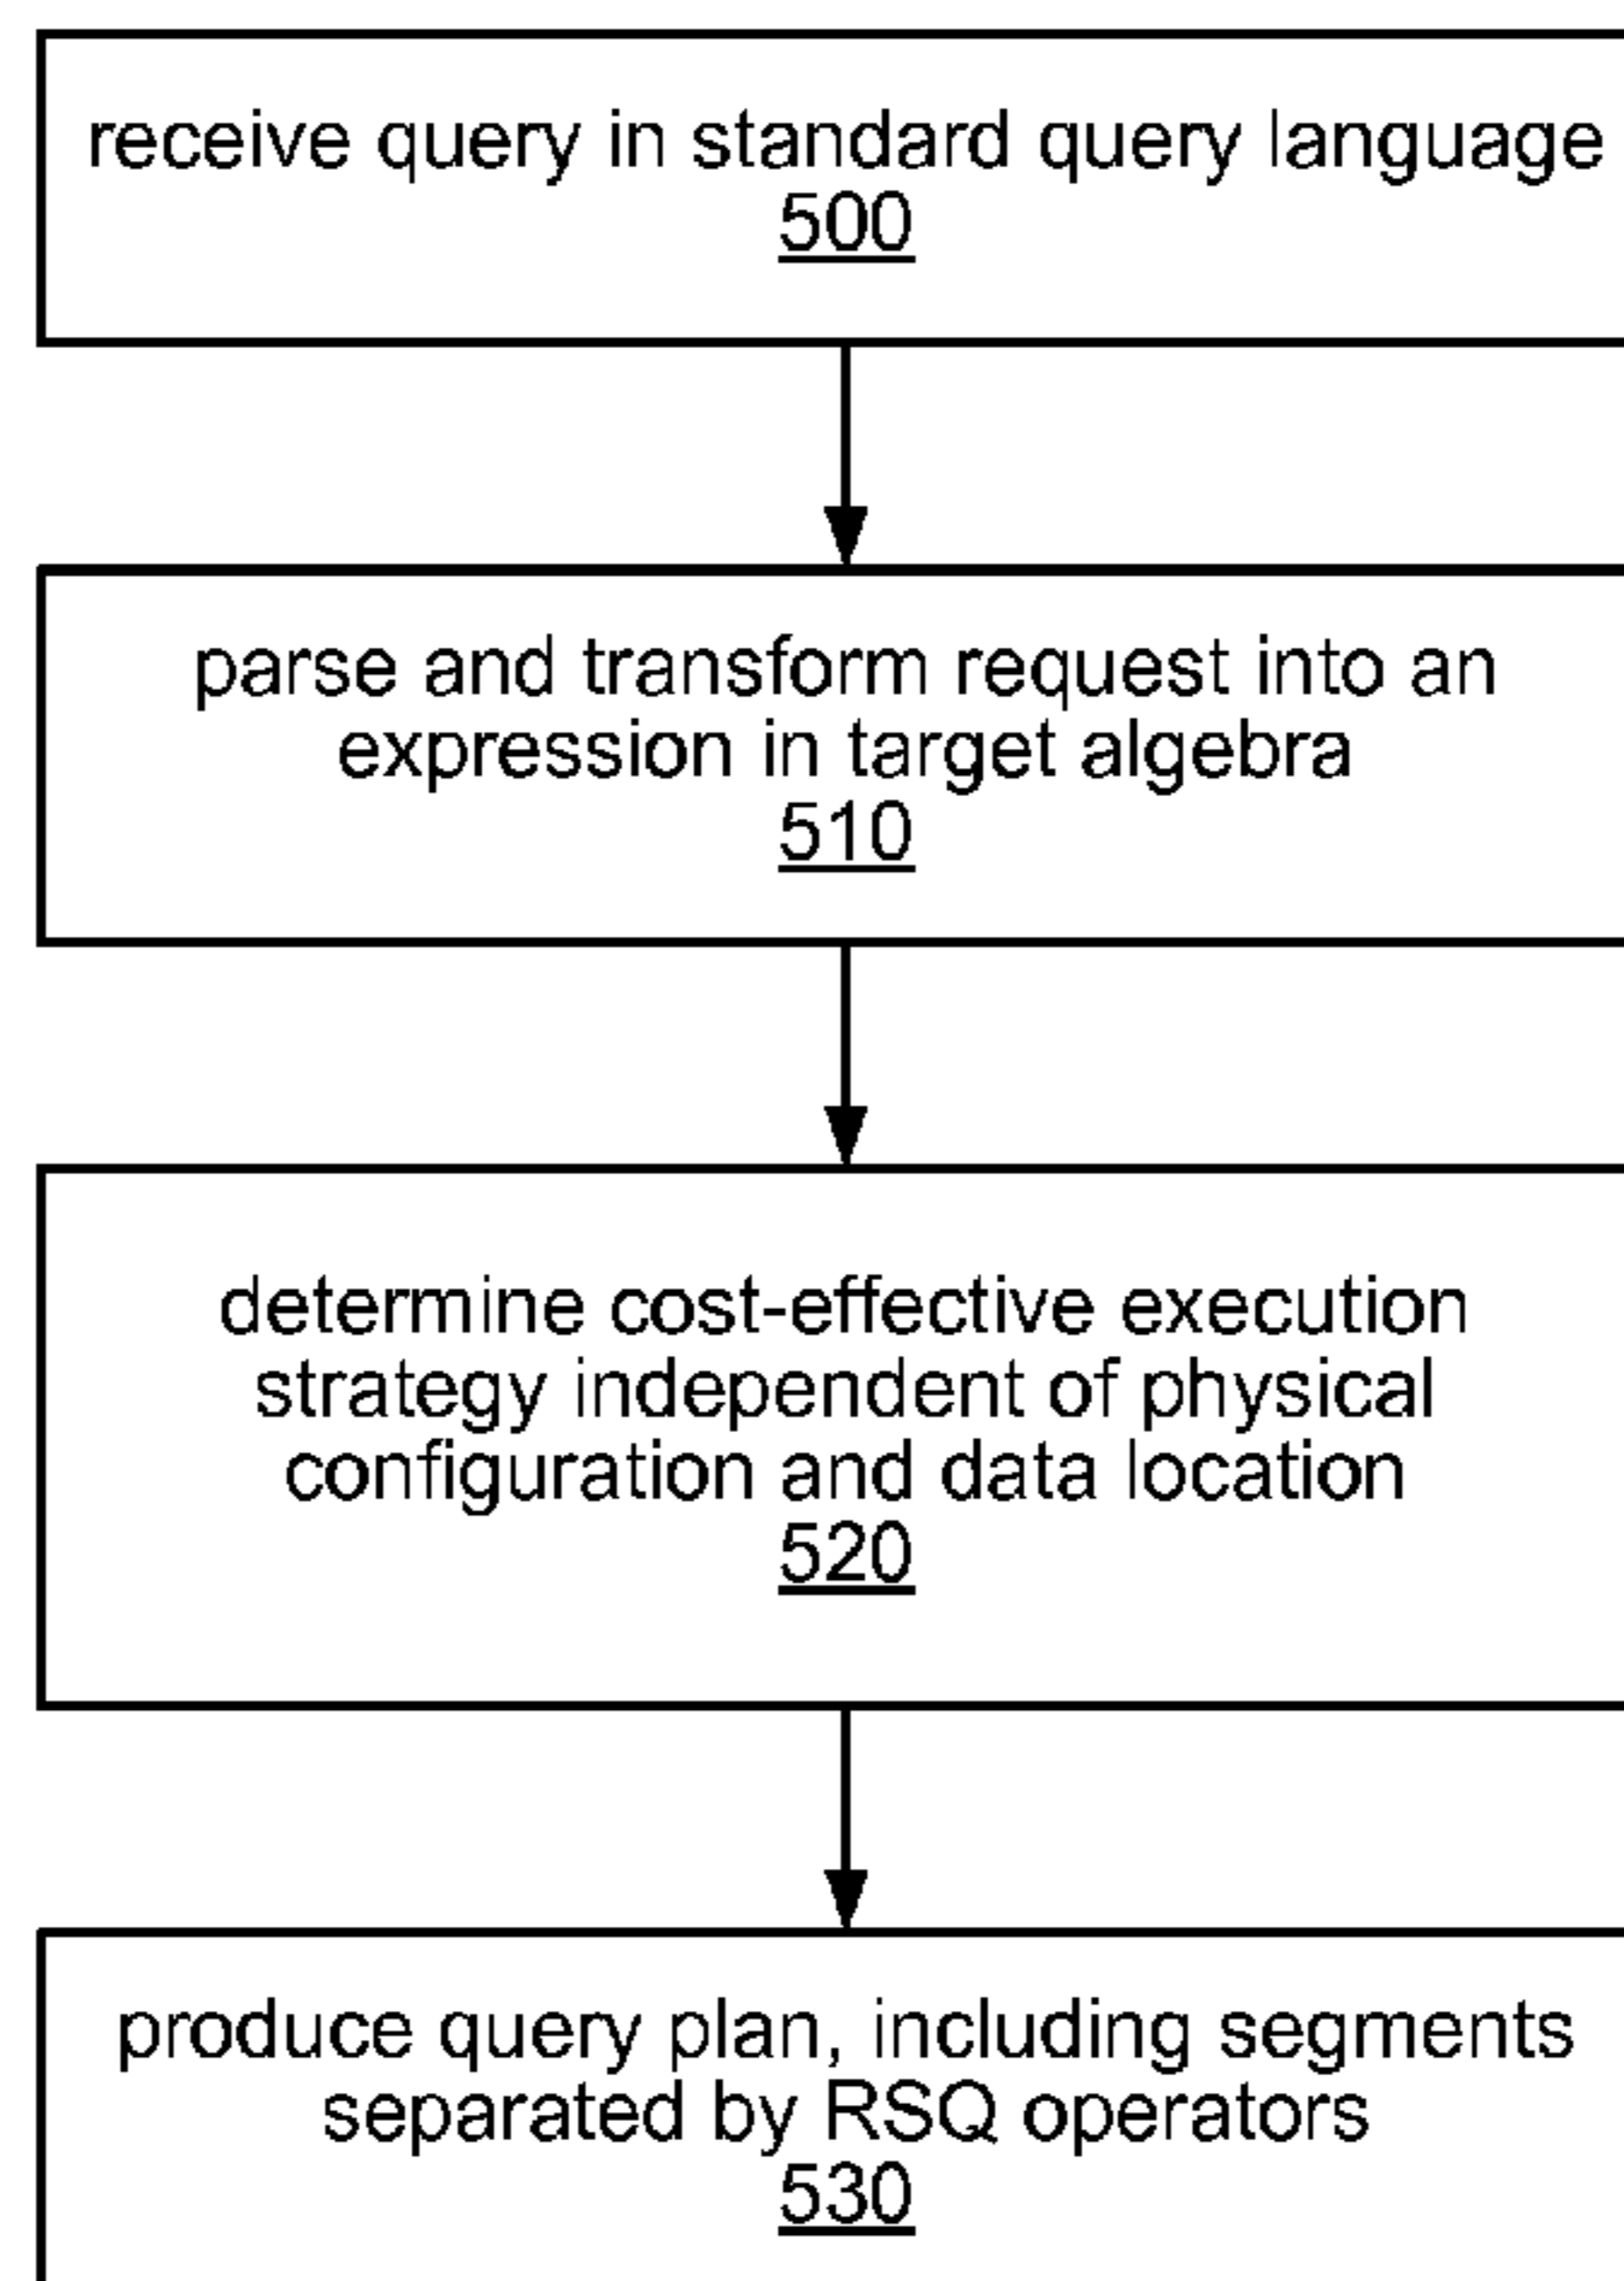 receive query in standard query language
500
parse and transform request into an
expression in target algebra
510
determine cost-effective execution
strategy independent of physical
configuration and data location
520
produce query plan, including segments
separated by RSQ operators
530